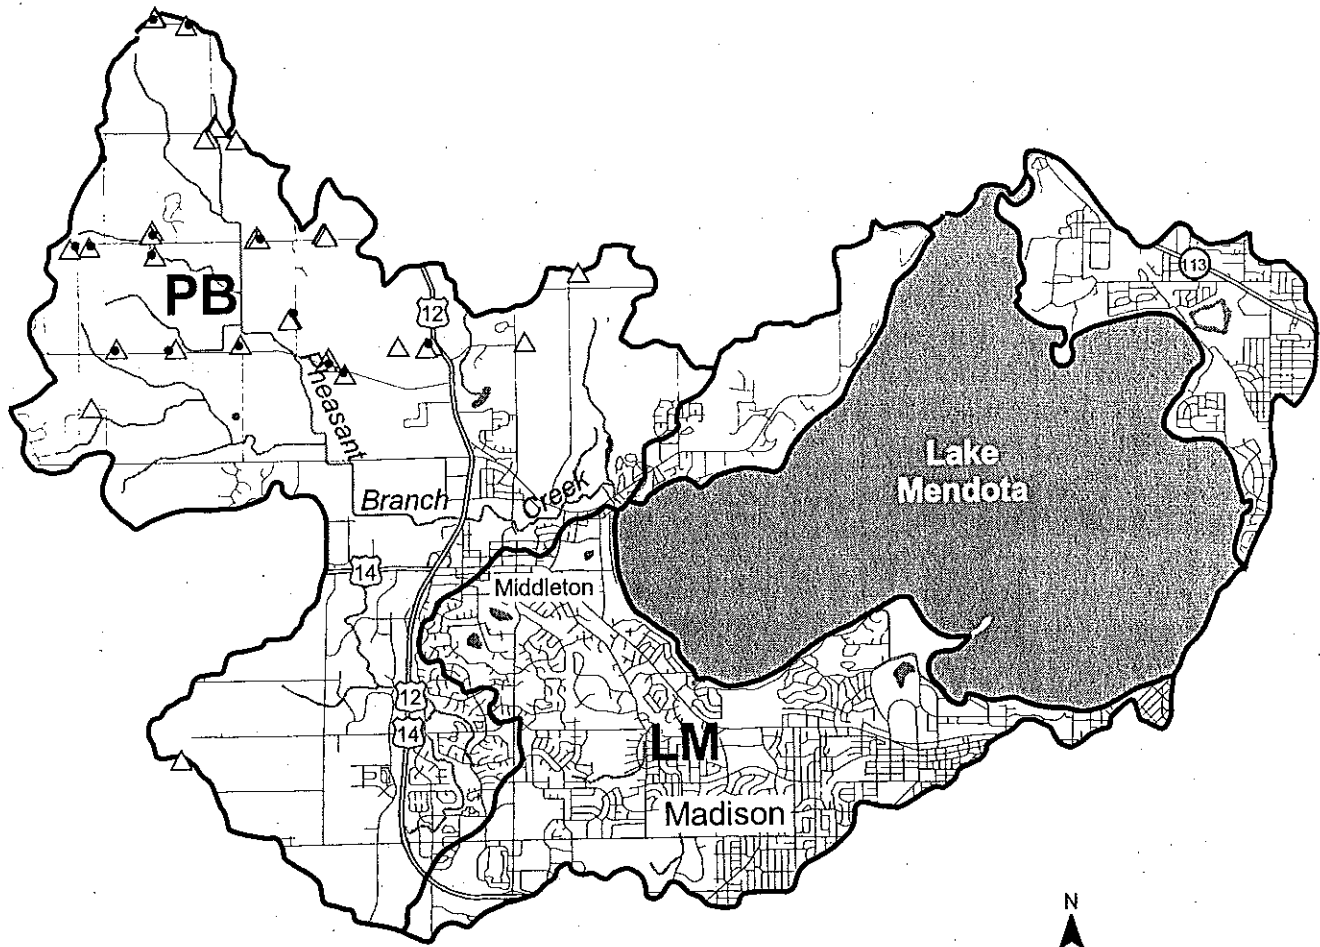 113
PB
12
Pheasant
Lake
Mendota
Branch
Creek
14
Middleton
12
14
LM
Madison
N